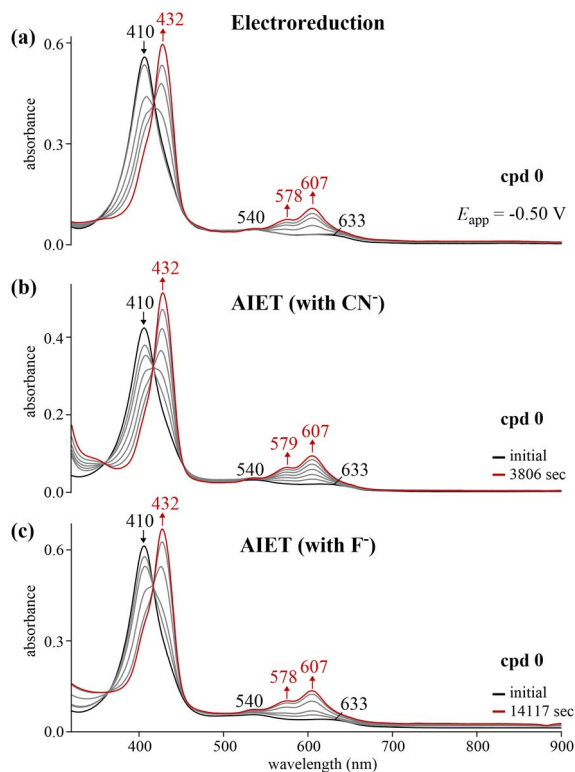 Electroreduction
(a)
410
432
0.6
0.3
0.0
absorbance
578
607
540
633
cpd 0
E_app = -0.50 V
(b)
AIET (with CN⁻)
410
432
0.4
0.2
0.0
absorbance
579
607
540
633
cpd 0
initial
3806 sec
(c)
AIET (with F⁻)
410
432
0.6
0.3
0.0
absorbance
578
607
540
633
cpd 0
initial
14117 sec
400 500 600 700 800 900
wavelength (nm)